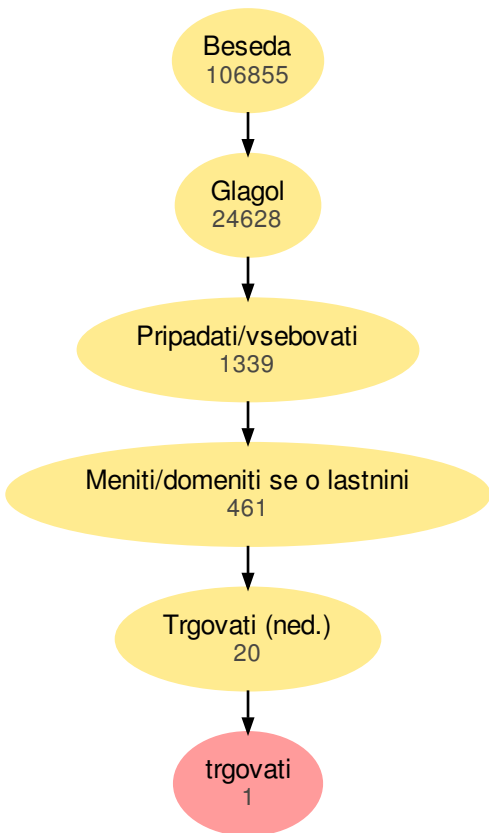 Beseda
106855
Glagol
24628
Pripadati/vsebovati
1339
Meniti/domeniti se o lastnini
461
Trgovati (ned.)
20
trgovati
1